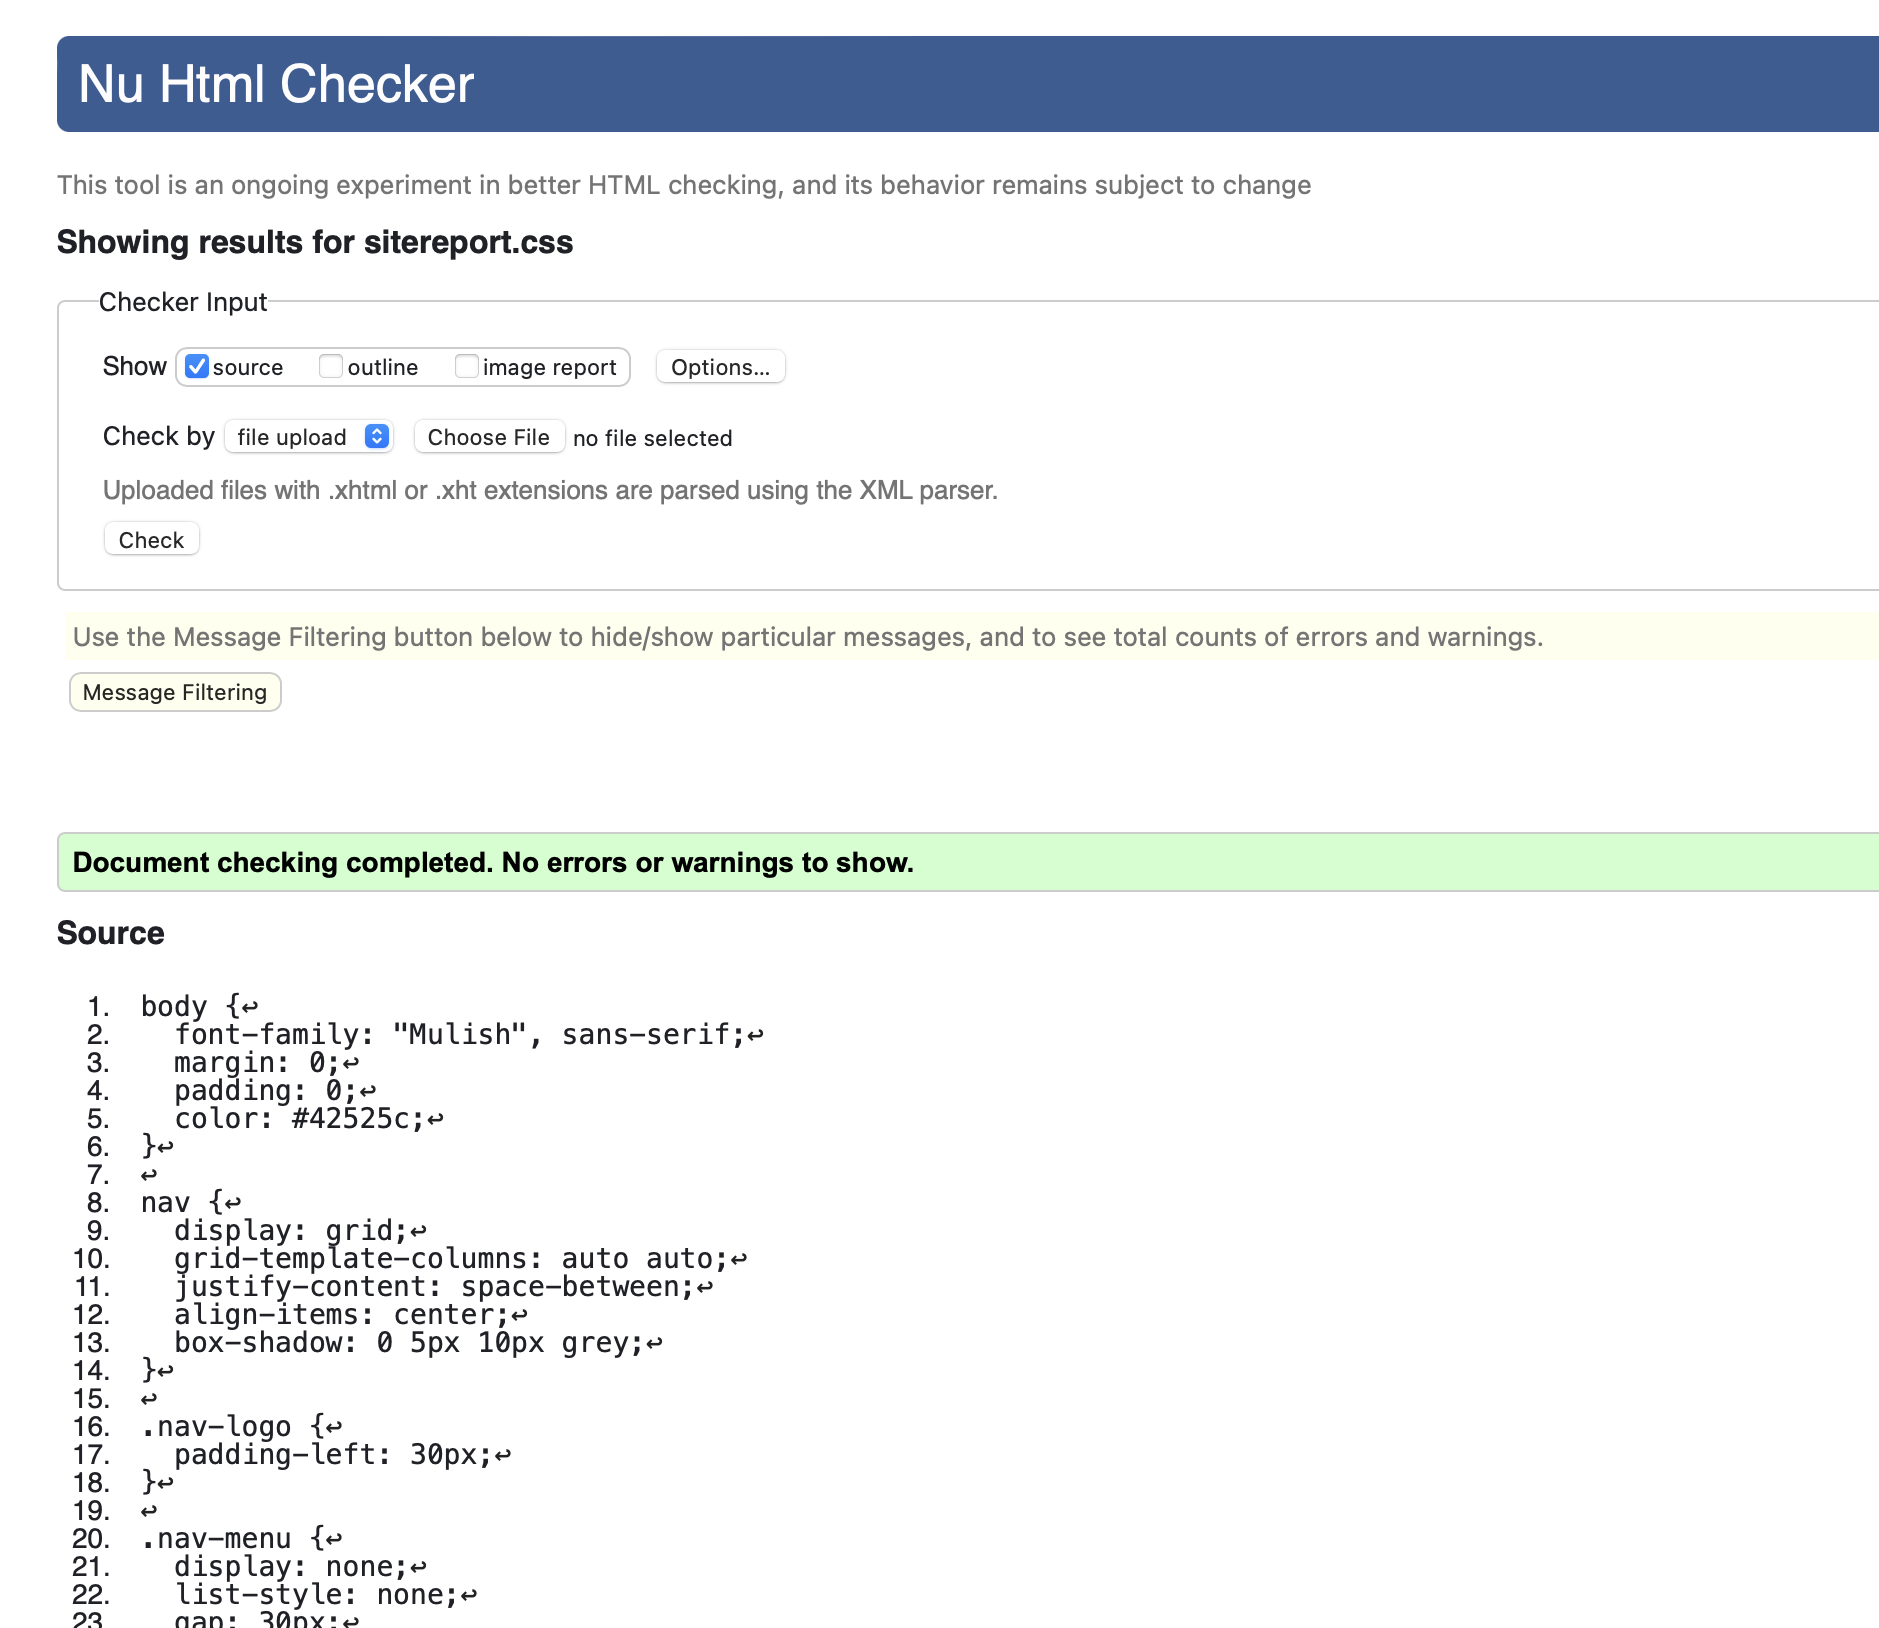 Nu Html Checker
This tool is an ongoing experiment in better HTML checking, and its behavior remains subject to change
Showing results for sitereport.css
Checker Input
Show source outline image report Options...
Check by file upload Choose File no file selected
Uploaded files with .xhtml or .xht extensions are parsed using the XML parser.
Check
Use the Message Filtering button below to hide/show particular messages, and to see total counts of errors and warnings.
Message Filtering
Document checking completed. No errors or warnings to show.
Source
1. body {↩
2.   font-family: "Mulish", sans-serif;↩
3.   margin: 0;↩
4.   padding: 0;↩
5.   color: #42525c;↩
6. }↩
7. ↩
8. nav {↩
9.   display: grid;↩
10.   grid-template-columns: auto auto;↩
11.   justify-content: space-between;↩
12.   align-items: center;↩
13.   box-shadow: 0 5px 10px grey;↩
14. }↩
15. ↩
16. .nav-logo {↩
17.   padding-left: 30px;↩
18. }↩
19. ↩
20. .nav-menu {↩
21.   display: none;↩
22.   list-style: none;↩
23.   gap: 30px;↩